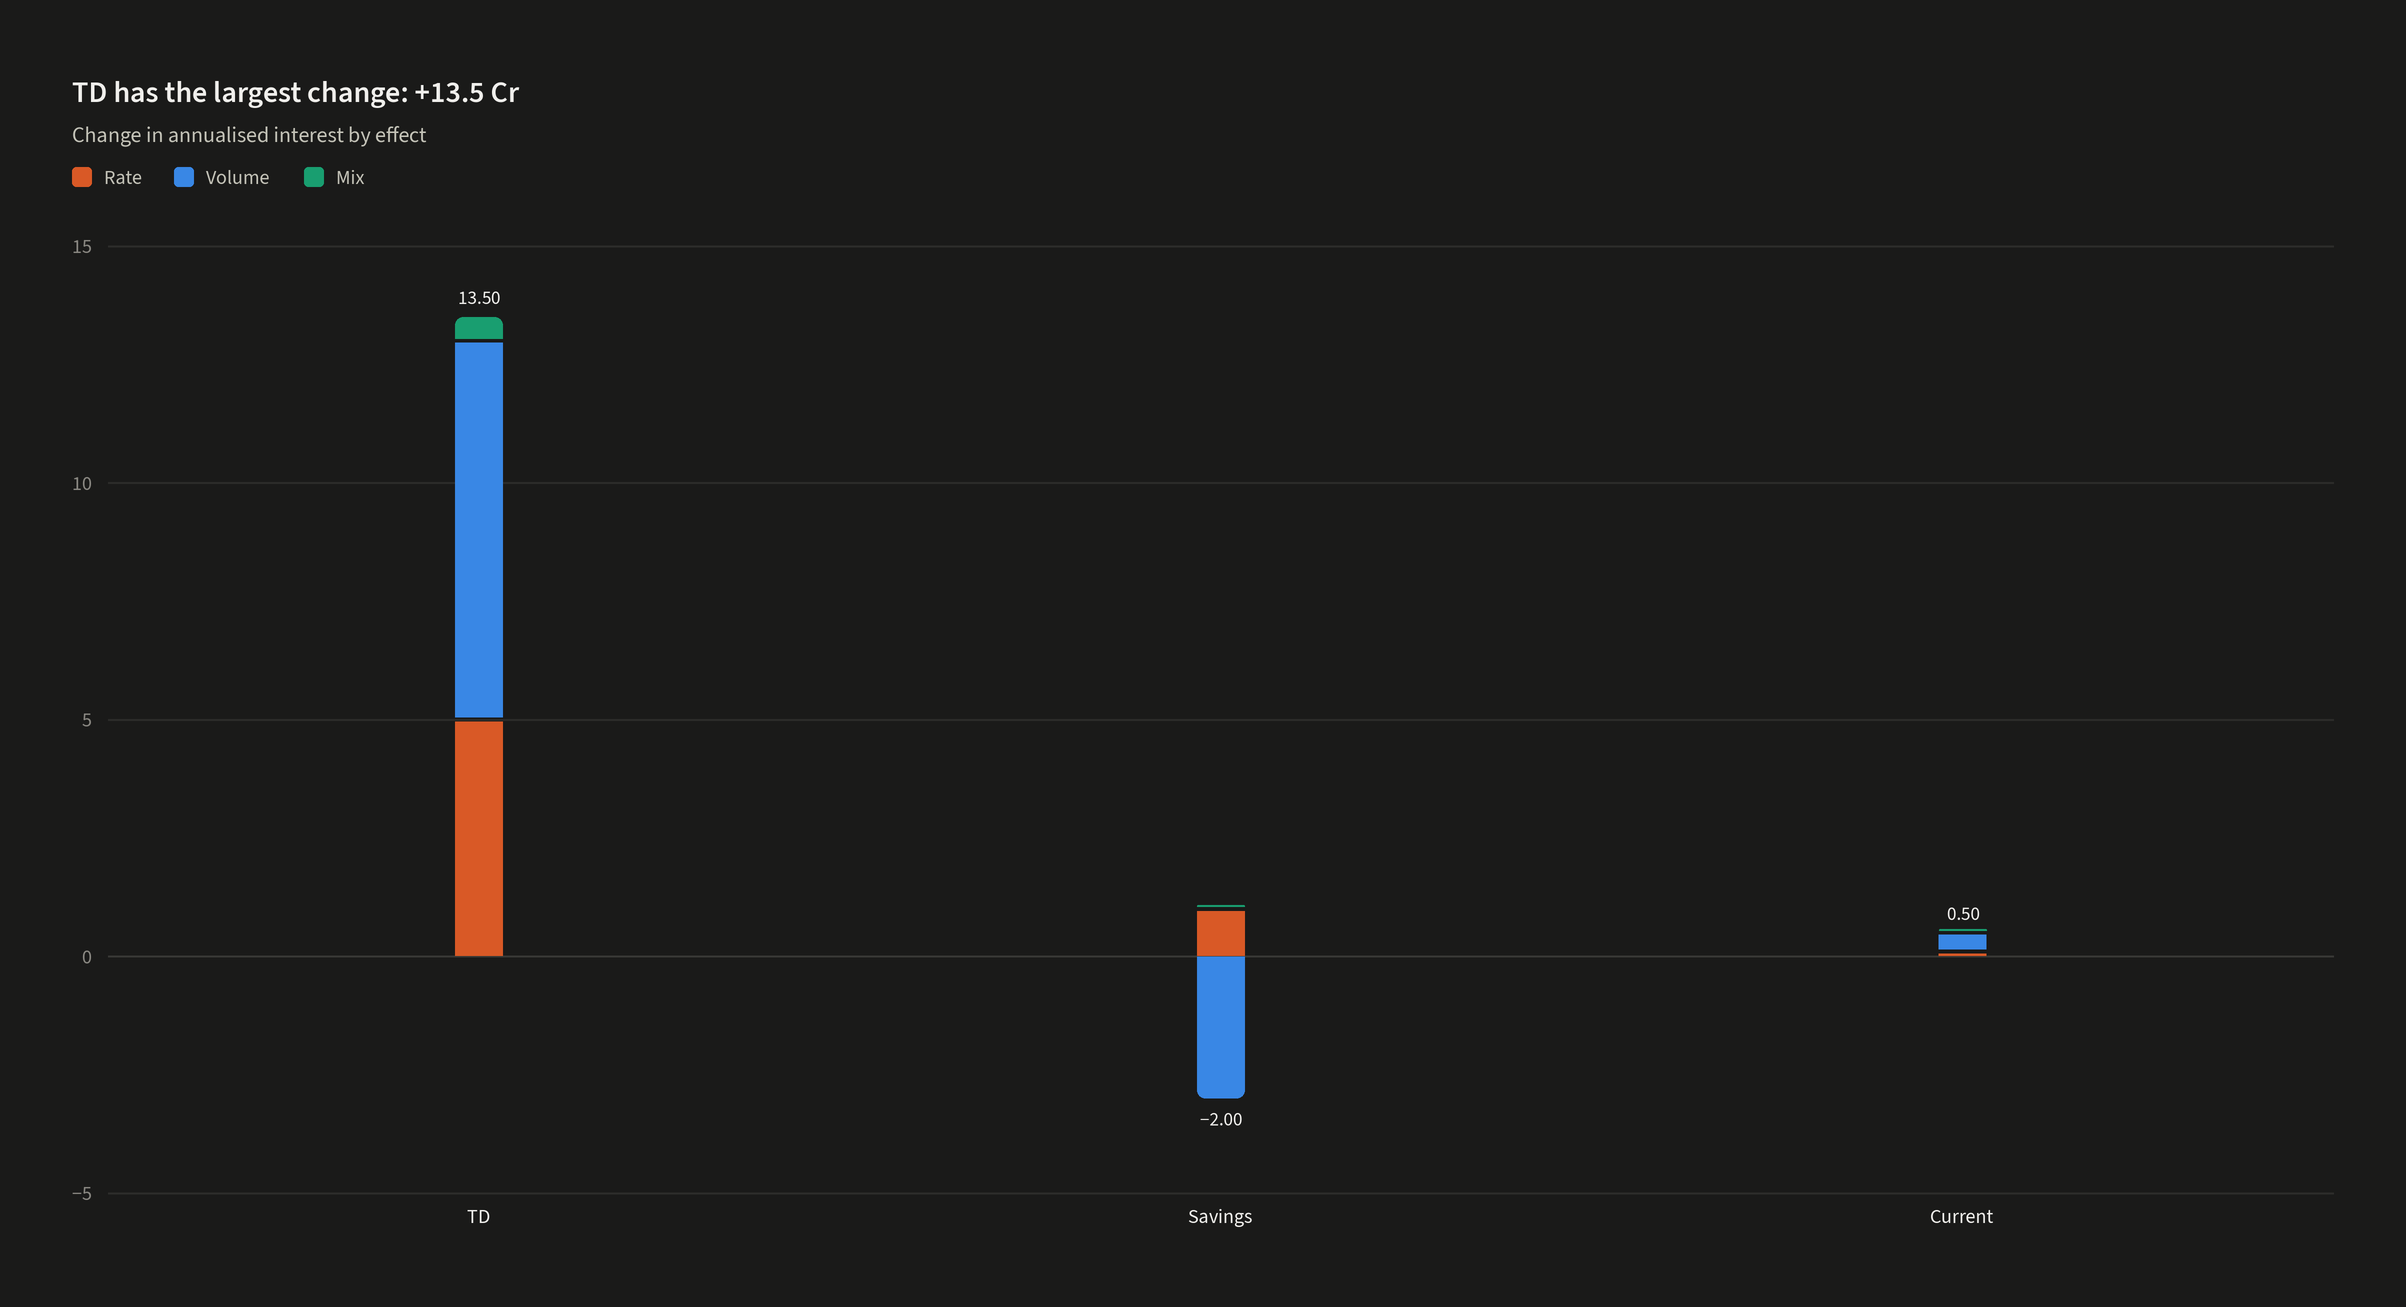 TD has the largest change: +13.5 Cr
Change in annualised interest by effect
Rate Volume Mix
15
13.50
10
5
0.50
0
−2.00
−5
TD Savings Current